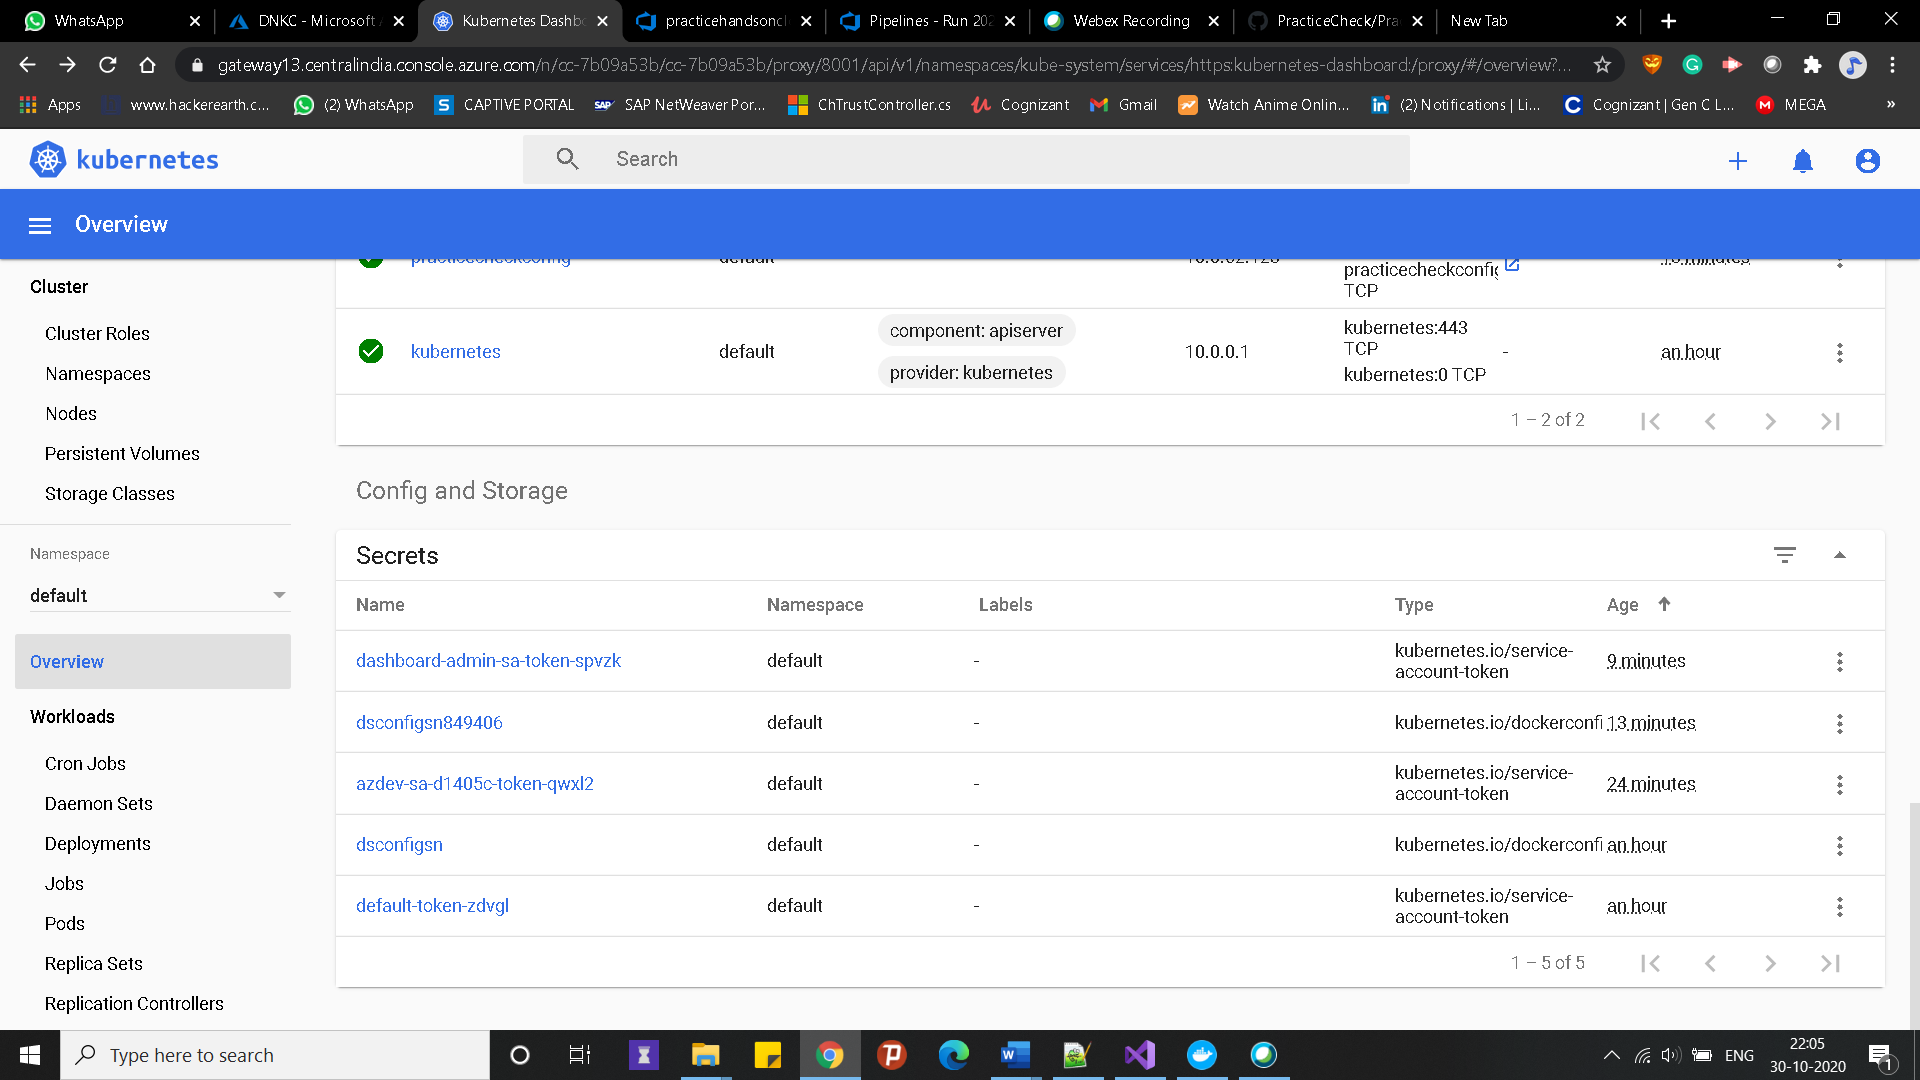 WhatsApp
DNKC - Microsoft
Kubernetes Dashbo
practicehandsoncl
Pipelines - Run 202
Webex Recording
PracticeCheck/Pra
New Tab
gateway13.centralindia.console.azure.com/n/cc-7b09a53b/cc-7b09a53b/proxy/8001/api/v1/namespaces/kube-system/services/https:kubernetes-dashboard:/proxy/#/overview?...
Apps
www.hackerearth.c...
(2) WhatsApp
CAPTIVE PORTAL
SAP NetWeaver Por...
ChTrustController.cs
Cognizant
Gmail
Watch Anime Onlin...
(2) Notifications | Li...
Cognizant | Gen C L...
MEGA
»
kubernetes
Search
Overview
Cluster
Cluster Roles
Namespaces
Nodes
Persistent Volumes
Storage Classes
Namespace
default
Overview
Workloads
Cron Jobs
Daemon Sets
Deployments
Jobs
Pods
Replica Sets
Replication Controllers
practicecheckconfig
default
practicecheckconfig
TCP
kubernetes
default
component: apiserver
provider: kubernetes
10.0.0.1
kubernetes:443
TCP
kubernetes:0 TCP
-
an hour
1 – 2 of 2
Config and Storage
Secrets
Name Namespace Labels Type Age
dashboard-admin-sa-token-spvzk default - kubernetes.io/service-
account-token 9 minutes
dsconfigsn849406 default - kubernetes.io/dockerconfi 13 minutes
azdev-sa-d1405c-token-qwxl2 default - kubernetes.io/service-
account-token 24 minutes
dsconfigsn default - kubernetes.io/dockerconfi an hour
default-token-zdvgl default - kubernetes.io/service-
account-token an hour
1 – 5 of 5
Type here to search
ENG
22:05
30-10-2020
1